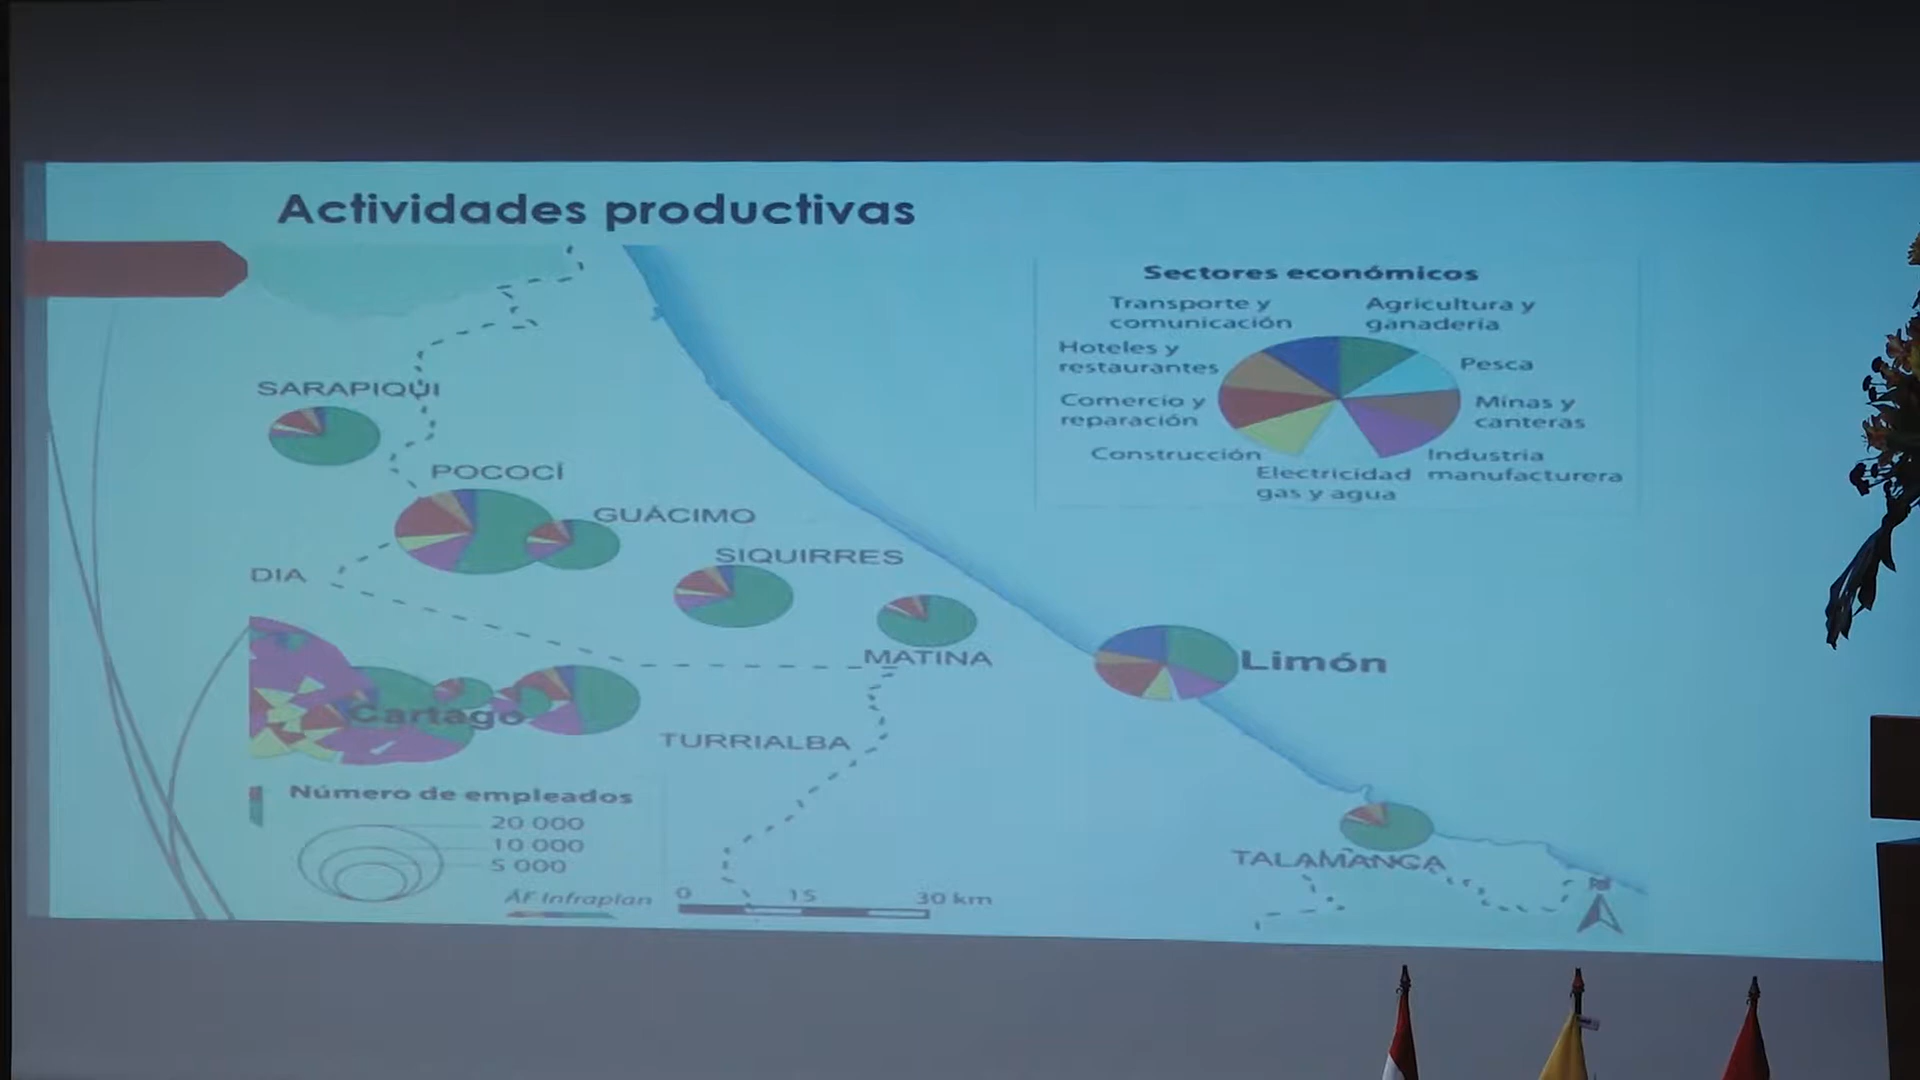 Actividades productivas
Sectores económicos
Transporte y
comunicación
Agricultura y
ganadería
Hoteles y
restaurantes
Pesca
Comercio y
reparación
Minas y
canteras
Construcción
Industria
manufacturera
Electricidad
gas y agua
SARAPIQUI
POCOCÍ
GUÁCIMO
SIQUIRRES
DIA
MATINA
Limón
Cartago
TURRIALBA
TALAMANCA
Número de empleados
20 000
10 000
5 000
ÁF Infraplan
0 15 30 km